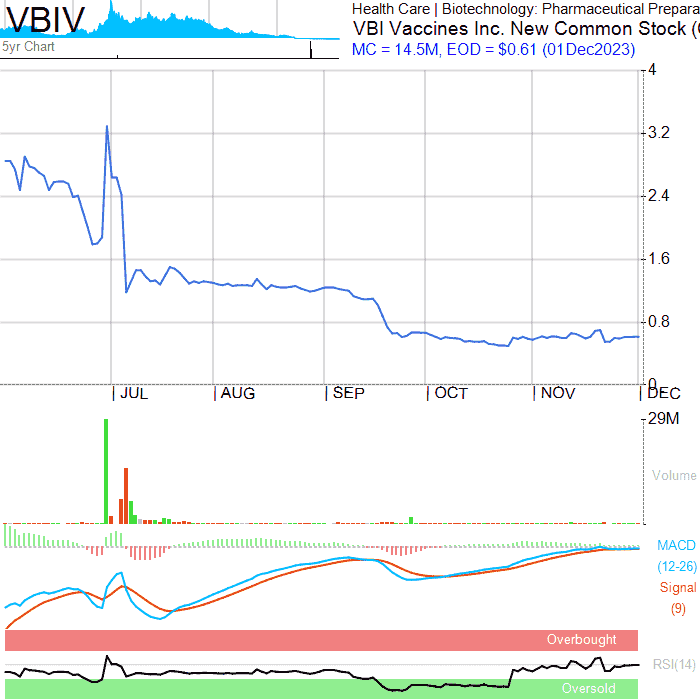 VBIV
5yr Chart
Health Care | Biotechnology: Pharmaceutical Prepara
VBI Vaccines Inc. New Common Stock (
MC = 14.5M, EOD = $0.61 (01Dec2023)
4
3.2
2.4
1.6
0.8
0
JUL AUG SEP OCT NOV DEC
29M
Volume
MACD
(12-26)
Signal
(9)
Overbought
RSI(14)
Oversold